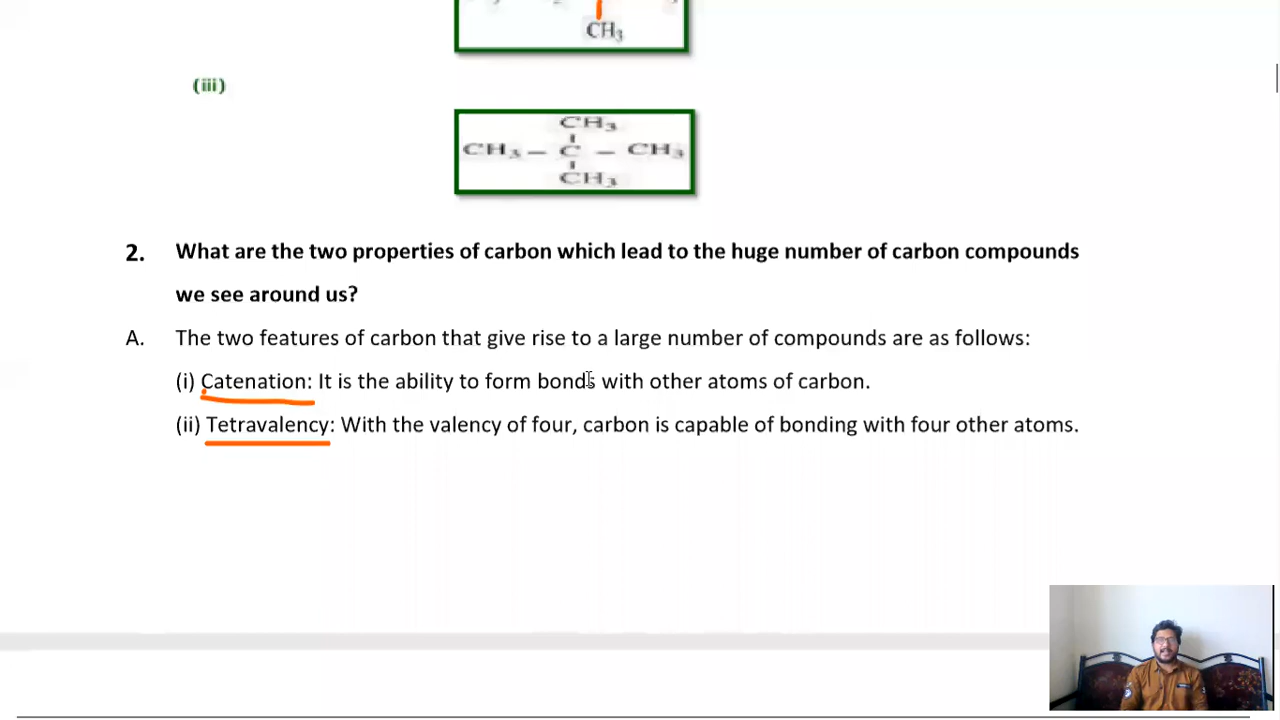 CH3
(iii)
CH3
CH3 – C – CH3
CH3
2. What are the two properties of carbon which lead to the huge number of carbon compounds
we see around us?
A. The two features of carbon that give rise to a large number of compounds are as follows:
(i) Catenation: It is the ability to form bonds with other atoms of carbon.
(ii) Tetravalency: With the valency of four, carbon is capable of bonding with four other atoms.